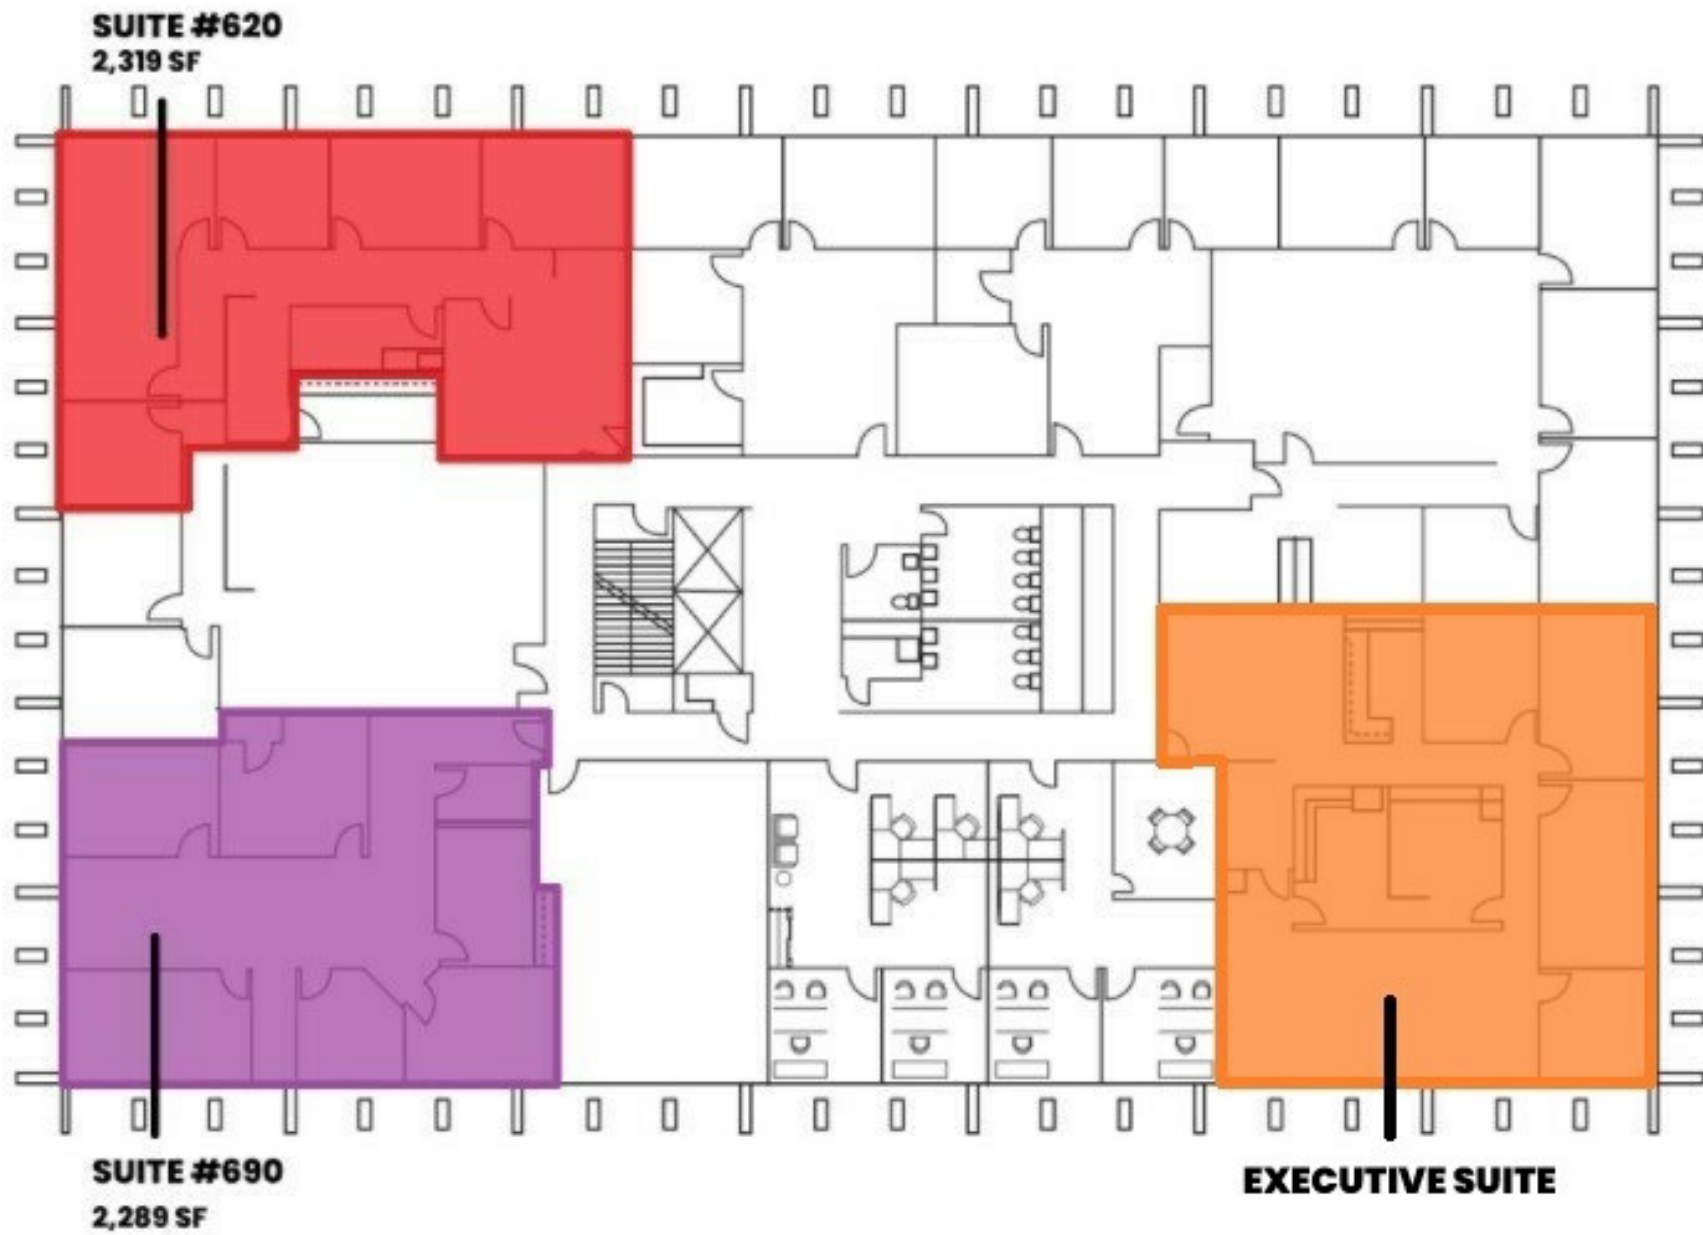 SUITE #620
2,319 SF
SUITE #690
2,289 SF
EXECUTIVE SUITE